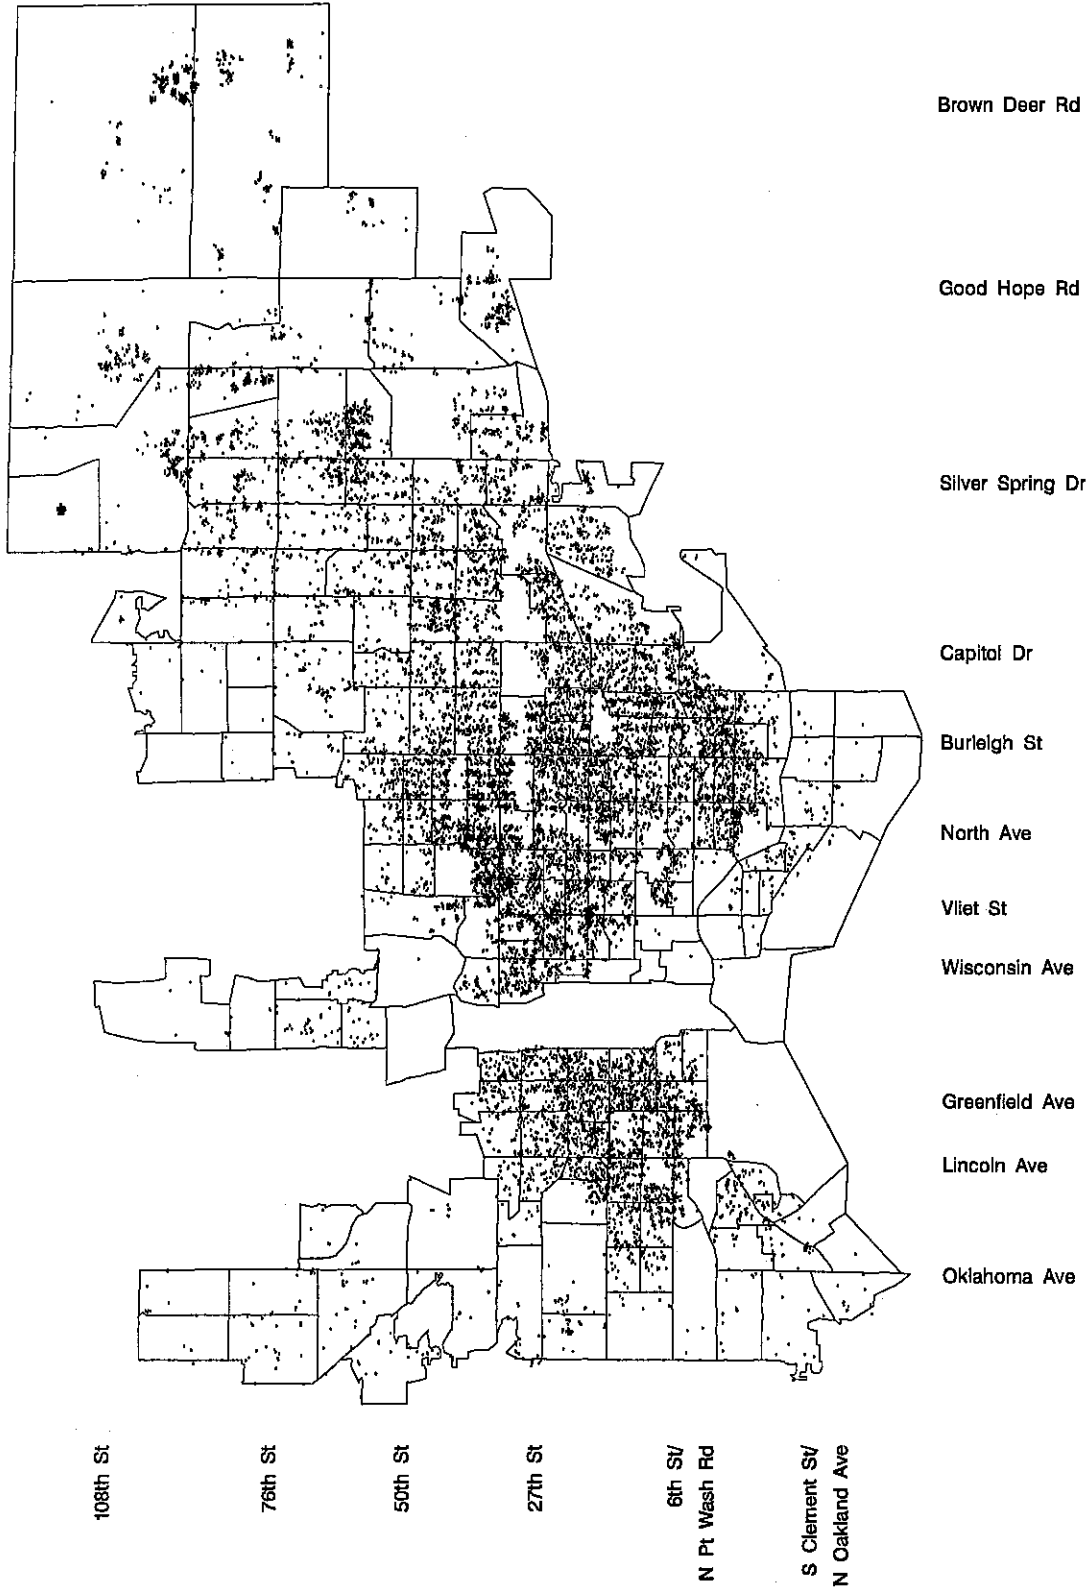 Brown Deer Rd
Good Hope Rd
Silver Spring Dr
Capitol Dr
Burleigh St
North Ave
Vliet St
Wisconsin Ave
Greenfield Ave
Lincoln Ave
Oklahoma Ave
108th St
76th St
50th St
27th St
6th St/
N Pt Wash Rd
S Clement St/
N Oakland Ave